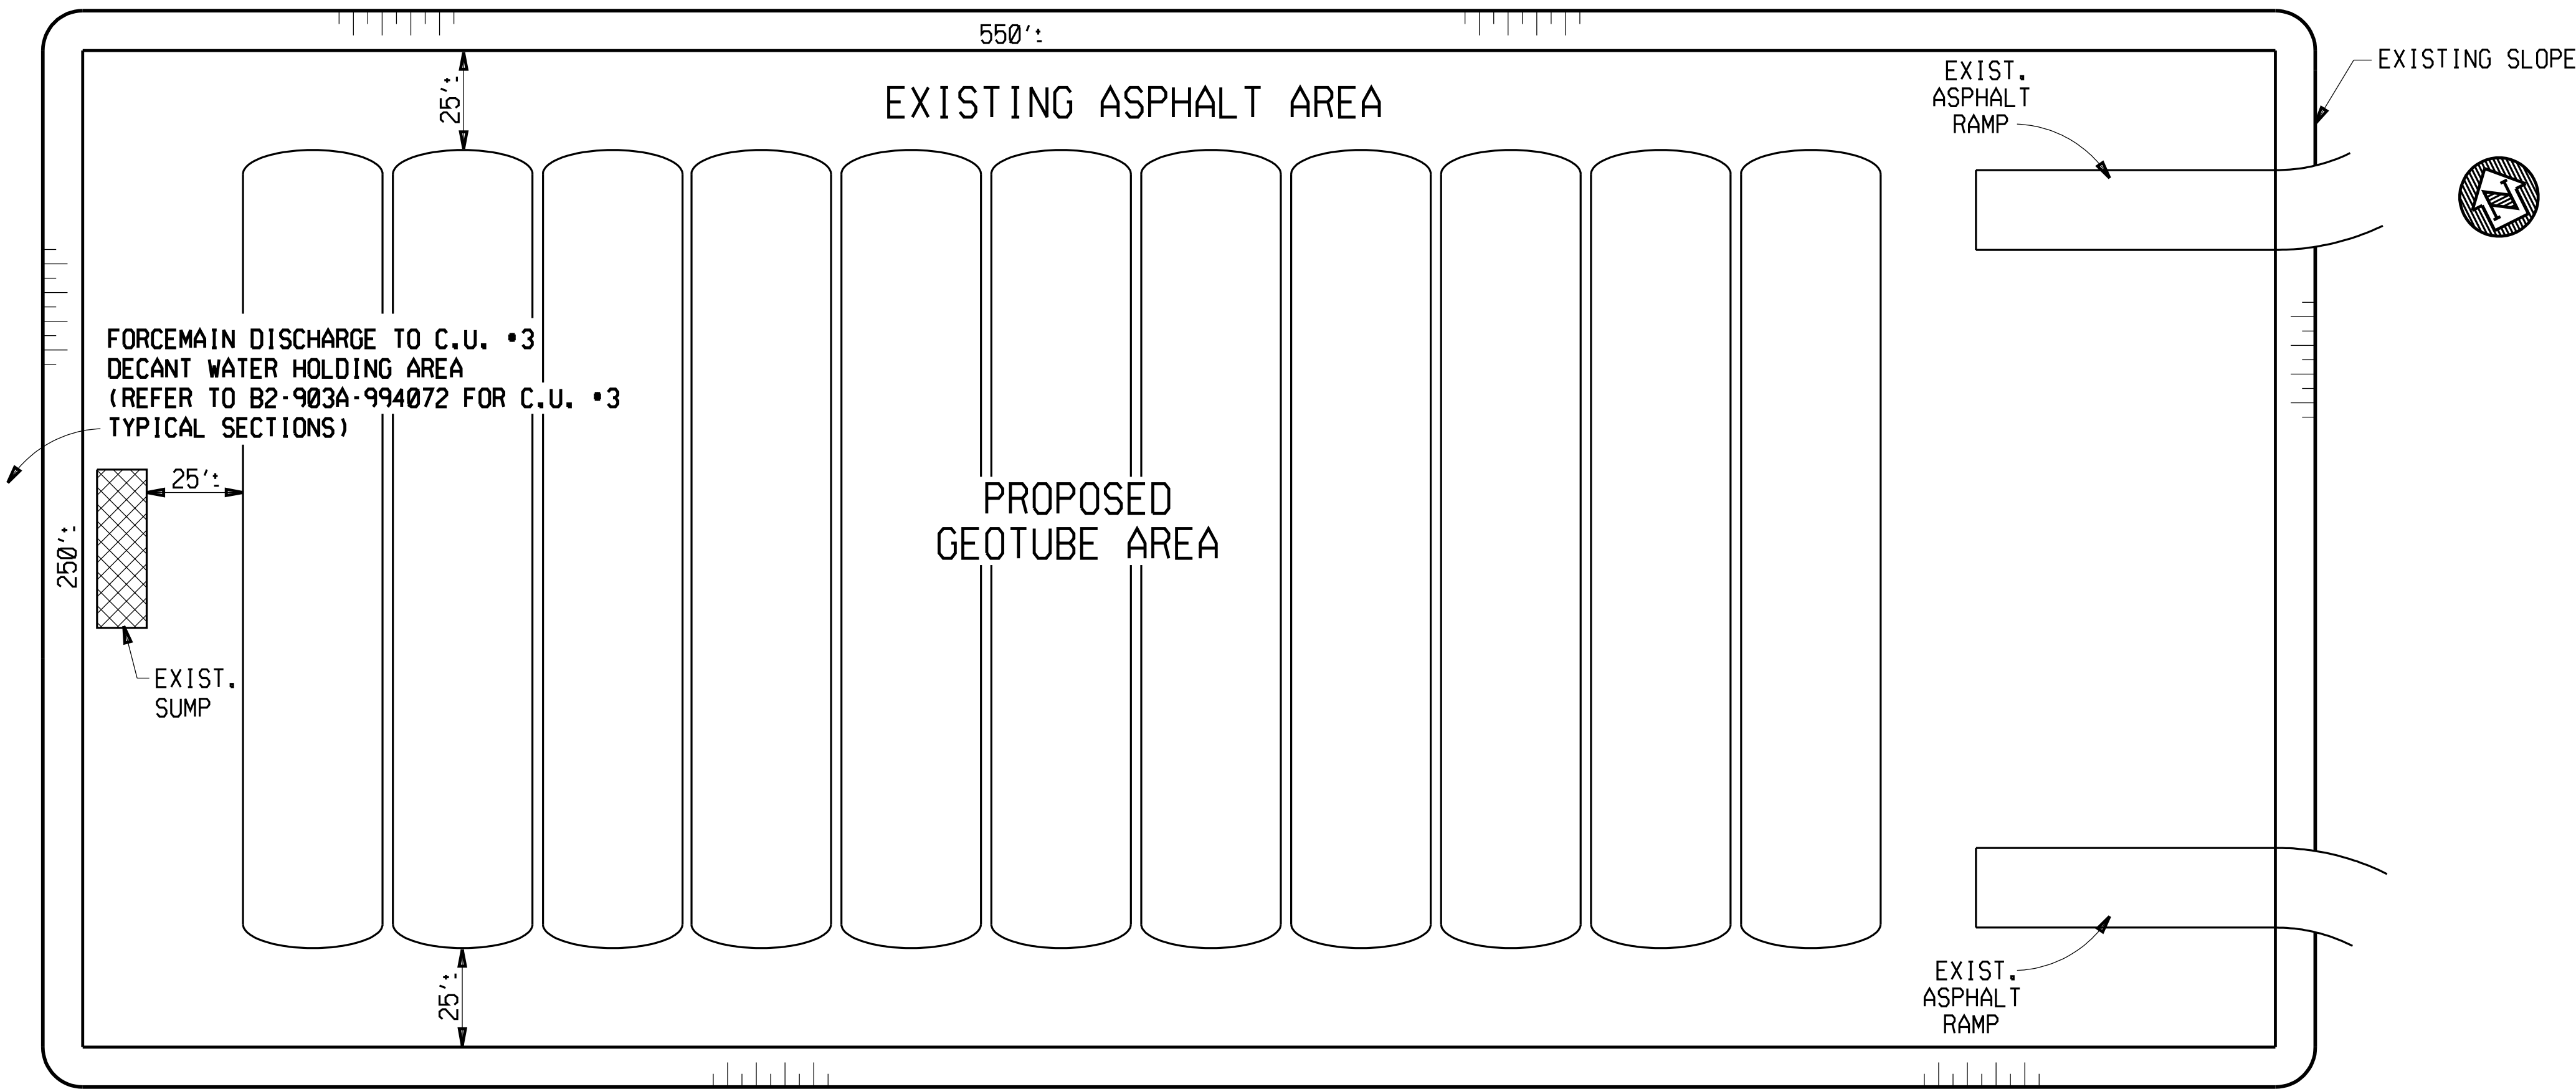 550'±
EXISTING SLOPE
25'±
EXISTING ASPHALT AREA
EXIST.
ASPHALT
RAMP
N
FORCEMAIN DISCHARGE TO C.U. #3
DECANT WATER HOLDING AREA
(REFER TO B2-903A-994072 FOR C.U. #3
TYPICAL SECTIONS)
25'±
PROPOSED
GEOTUBE AREA
250'±
EXIST.
SUMP
25'±
EXIST.
ASPHALT
RAMP